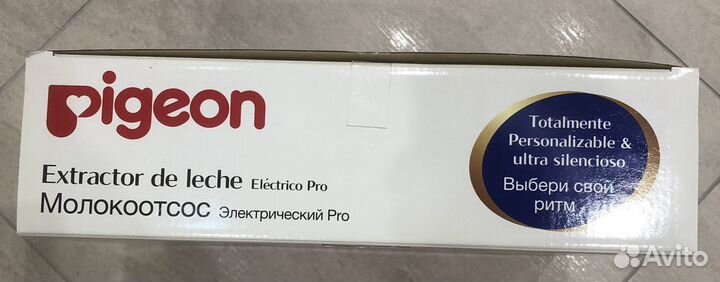 pigeon
Extractor de leche Eléctrico Pro
Молокоотсос Электрический Pro
Totalmente
Personalizable &
ultra silencioso
Выбери свой
ритм
Avito